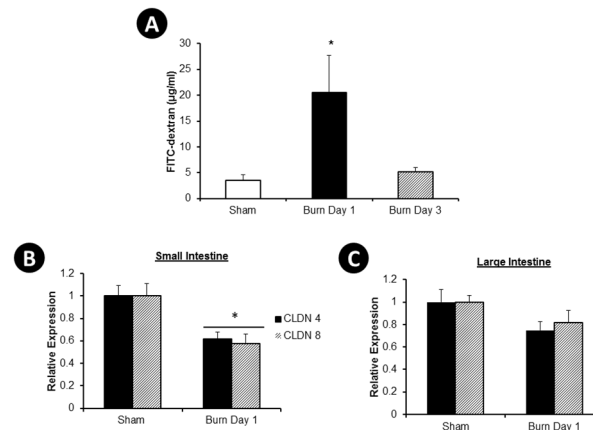 A
*
30
25
20
15
10
5
0
FITC-dextran (µg/ml)
Sham Burn Day 1 Burn Day 3
B
Small Intestine
1.2
1
0.8
0.6
0.4
0.2
0
Relative Expression
*
CLDN 4
CLDN 8
Sham Burn Day 1
C
Large Intestine
1.2
1
0.8
0.6
0.4
0.2
0
Relative Expression
Sham Burn Day 1